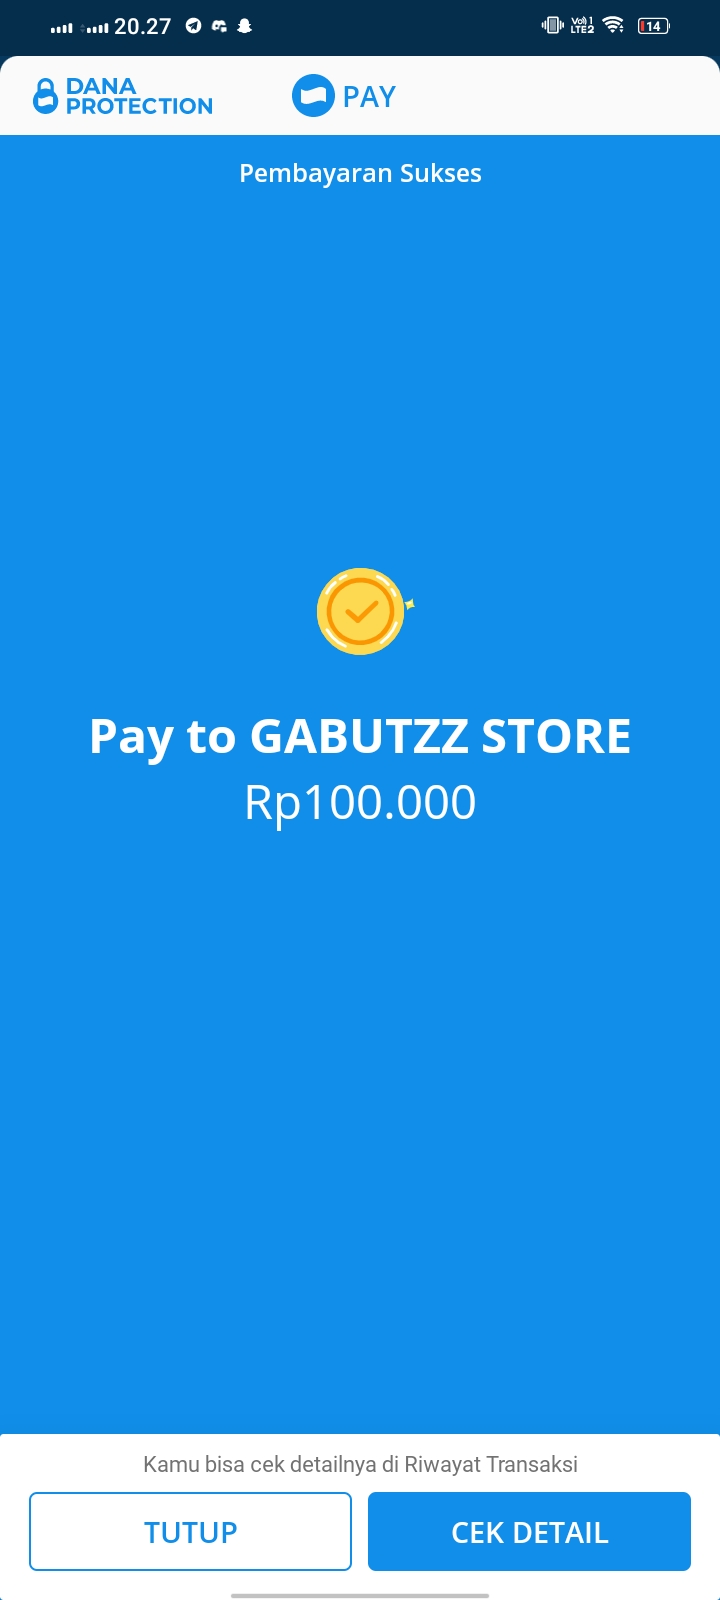 20.27
Vo) 1
LTE2
14
DANA
PROTECTION
PAY
Pembayaran Sukses
Pay to GABUTZZ STORE
Rp100.000
Kamu bisa cek detailnya di Riwayat Transaksi
TUTUP
CEK DETAIL